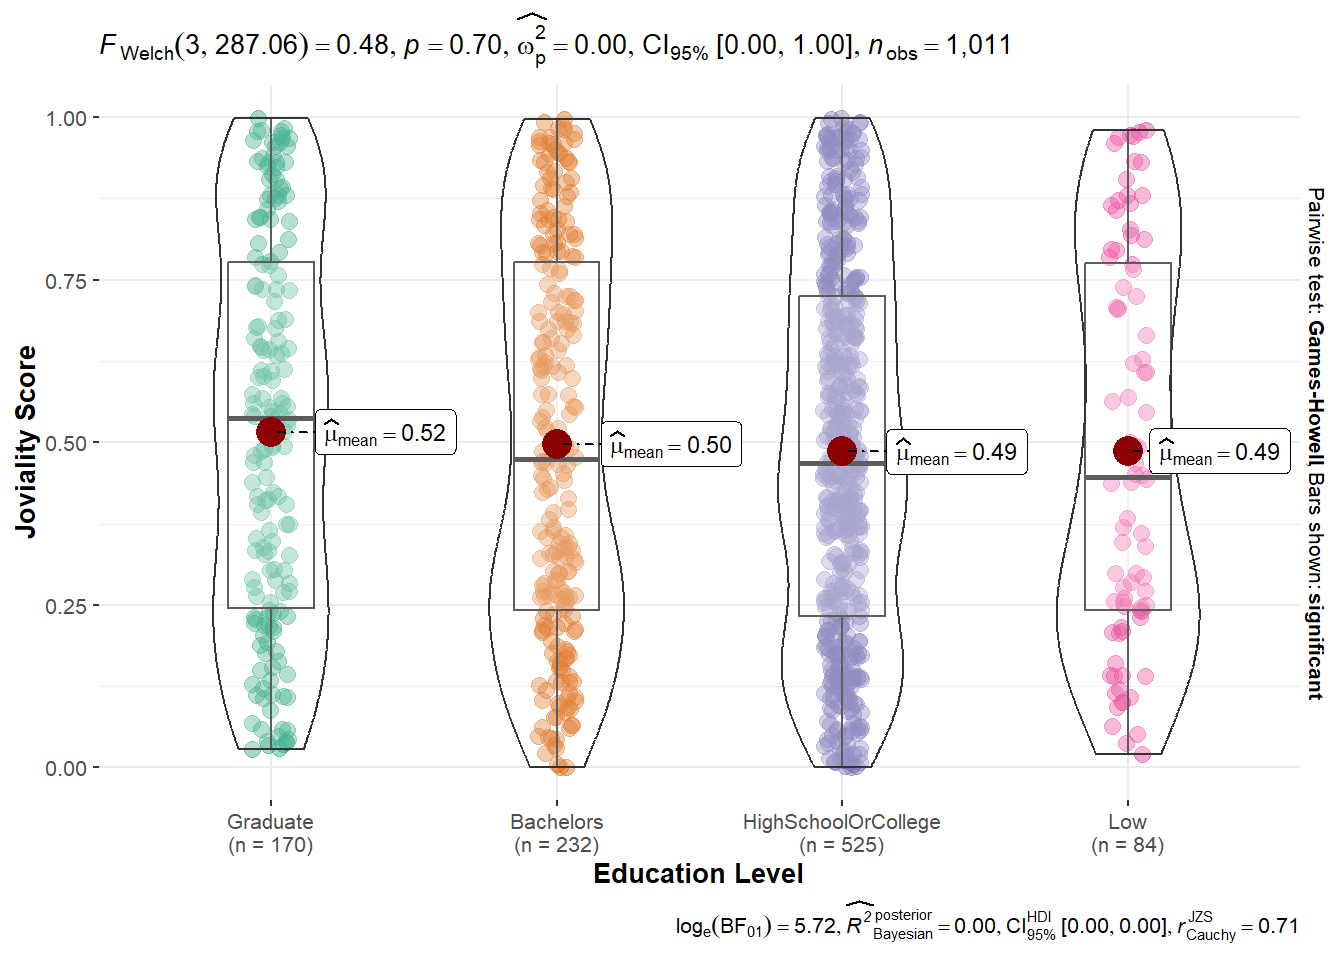 F Welch(3, 287.06) = 0.48, p = 0.70, ω̂²p = 0.00, CI95% [0.00, 1.00], nobs = 1,011
1.00
0.75
0.50
0.25
0.00
Joviality Score
μ̂mean = 0.52
μ̂mean = 0.50
μ̂mean = 0.49
μ̂mean = 0.49
Pairwise test: Games-Howell, Bars shown: significant
Graduate
(n = 170)
Bachelors
(n = 232)
HighSchoolOrCollege
(n = 525)
Low
(n = 84)
Education Level
loge(BF01) = 5.72, R̂² posterior Bayesian = 0.00, CI HDI 95% [0.00, 0.00], r JZS Cauchy = 0.71